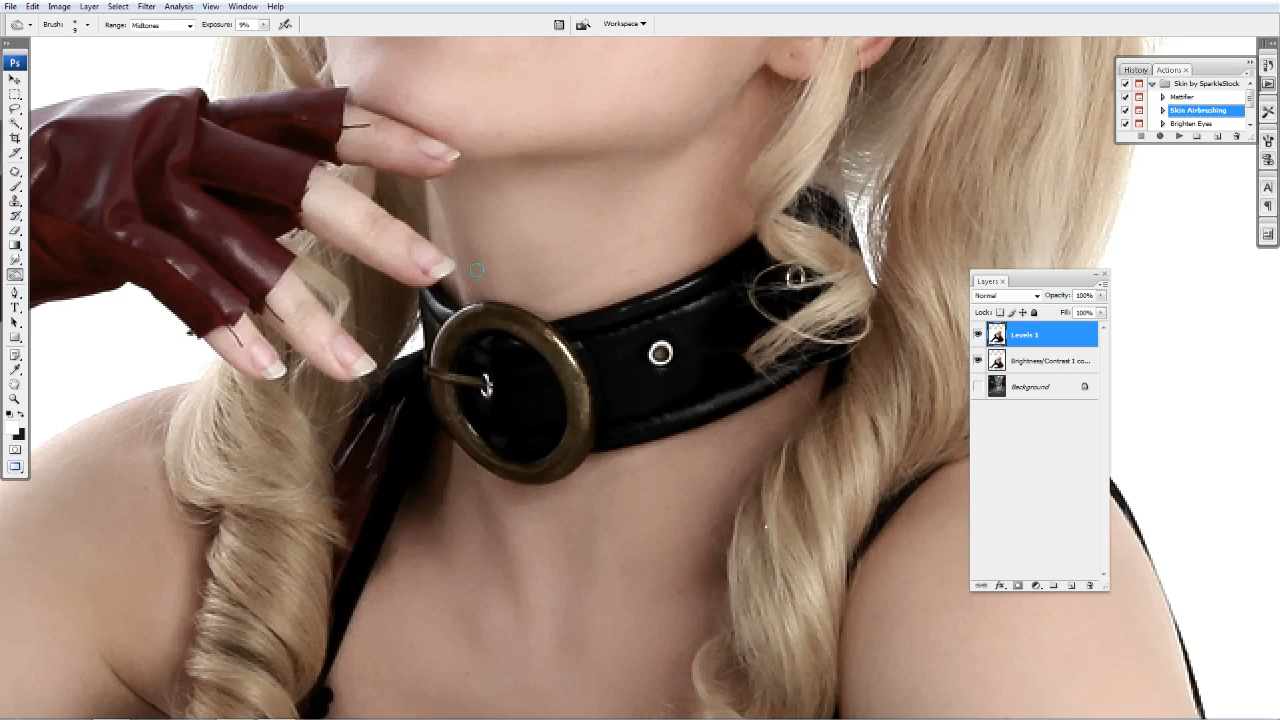 File Edit Image Layer Select Filter Analysis View Window Help
Brush: 9 Range: Midtones Exposure: 9% Workspace
Ps
History Actions ×
Skin by SparkleStock
Mattifier
Skin Airbrushing
Brighten Eyes
Layers ×
Normal Opacity: 100%
Lock: Fill: 100%
Levels 1
Brightness/Contrast 1 co...
Background